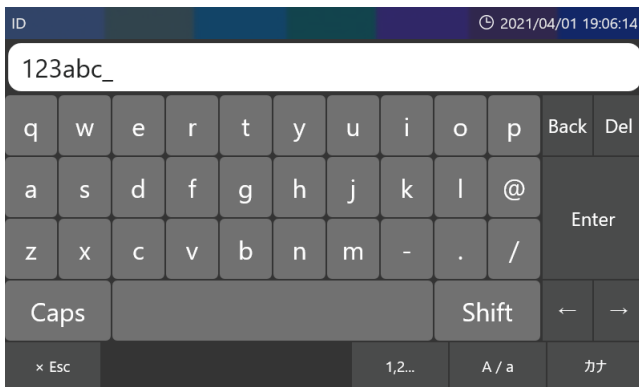 ID 2021/04/01 19:06:14
123abc_
q w e r t y u i o p Back Del
a s d f g h j k l @
Enter
z x c v b n m - . /
Caps Shift ← →
× Esc 1,2... A / a カナ